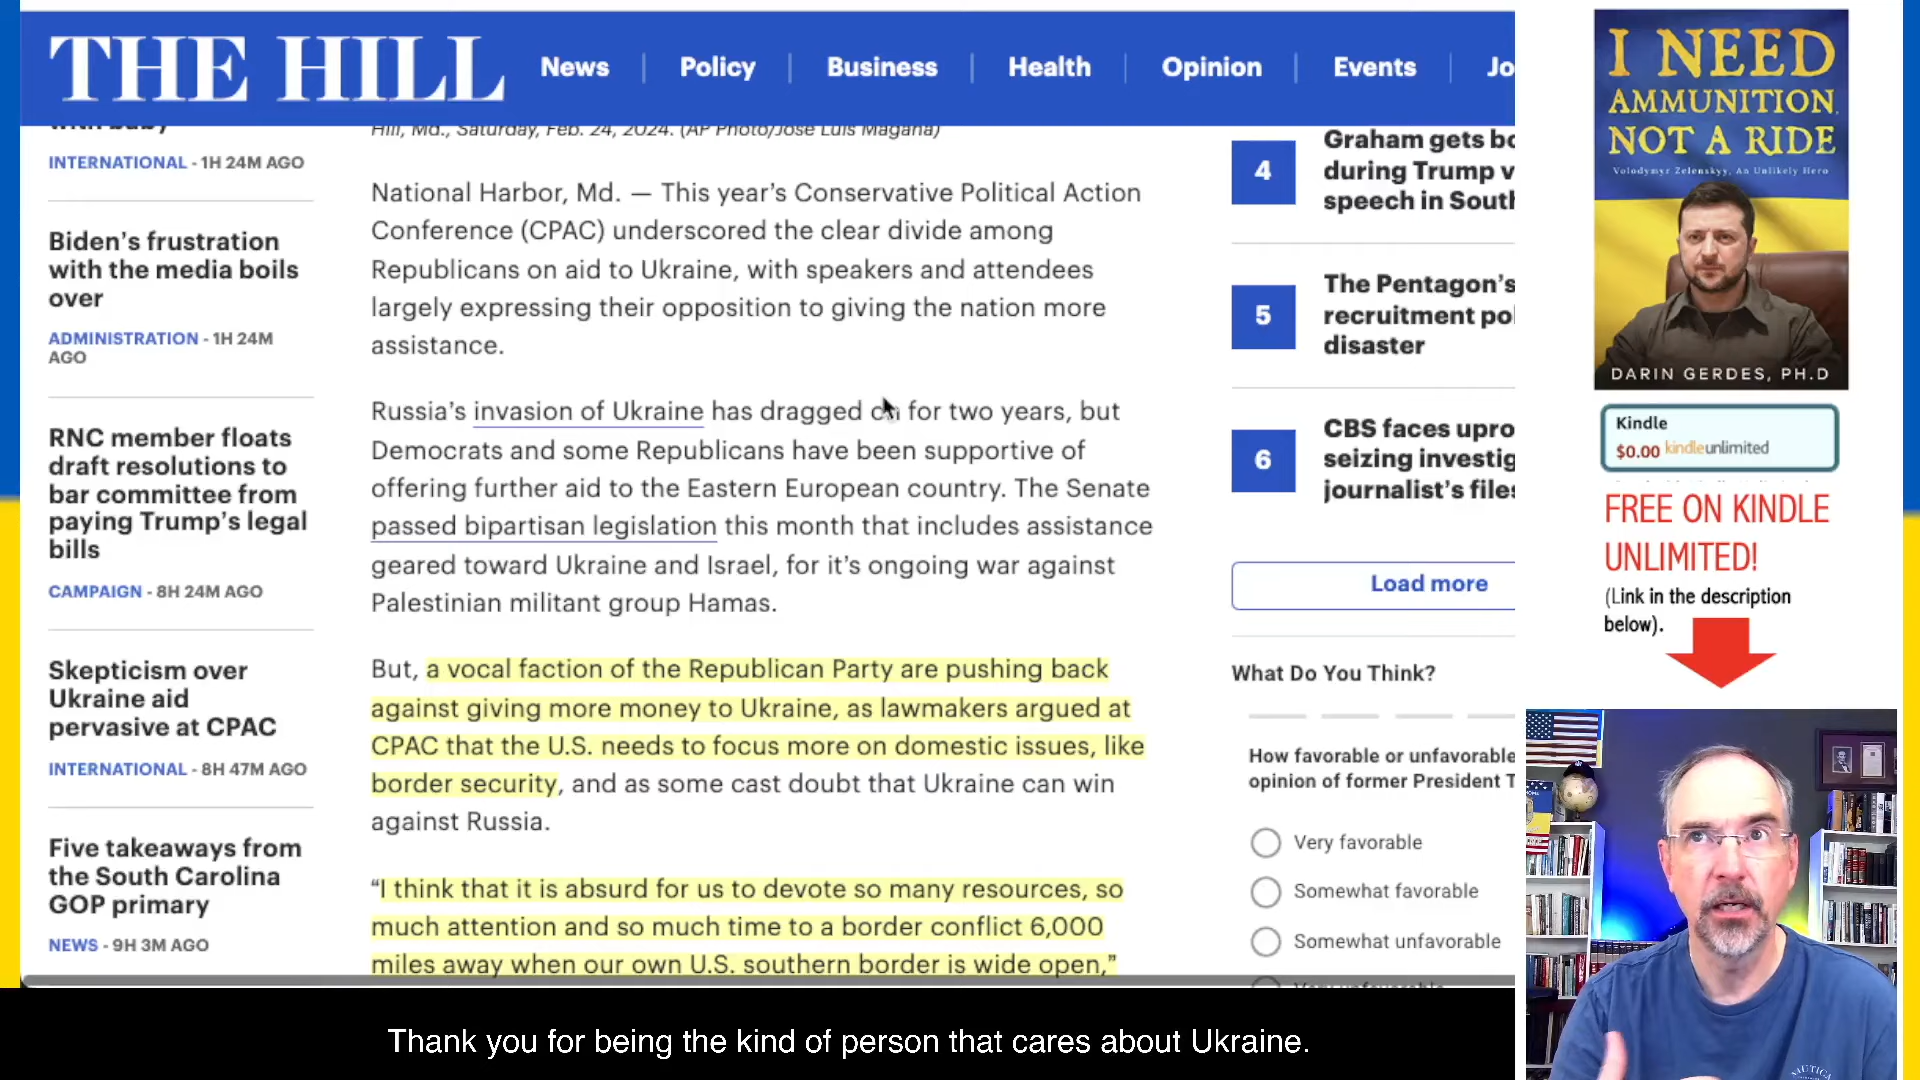 THE HILL
News
Policy
Business
Health
Opinion
Events
Jo
with baby
INTERNATIONAL - 1H 24M AGO
Biden's frustration
with the media boils
over
ADMINISTRATION - 1H 24M
AGO
RNC member floats
draft resolutions to
bar committee from
paying Trump's legal
bills
CAMPAIGN - 8H 24M AGO
Skepticism over
Ukraine aid
pervasive at CPAC
INTERNATIONAL - 8H 47M AGO
Five takeaways from
the South Carolina
GOP primary
NEWS - 9H 3M AGO
Hill, Md., Saturday, Feb. 24, 2024. (AP Photo/Jose Luis Magana)
National Harbor, Md. — This year's Conservative Political Action
Conference (CPAC) underscored the clear divide among
Republicans on aid to Ukraine, with speakers and attendees
largely expressing their opposition to giving the nation more
assistance.
Russia's invasion of Ukraine has dragged on for two years, but
Democrats and some Republicans have been supportive of
offering further aid to the Eastern European country. The Senate
passed bipartisan legislation this month that includes assistance
geared toward Ukraine and Israel, for it's ongoing war against
Palestinian militant group Hamas.
But, a vocal faction of the Republican Party are pushing back
against giving more money to Ukraine, as lawmakers argued at
CPAC that the U.S. needs to focus more on domestic issues, like
border security, and as some cast doubt that Ukraine can win
against Russia.
“I think that it is absurd for us to devote so many resources, so
much attention and so much time to a border conflict 6,000
miles away when our own U.S. southern border is wide open,”
4
Graham gets bo
during Trump v
speech in South
5
The Pentagon's
recruitment po
disaster
6
CBS faces upro
seizing investig
journalist's files
Load more
What Do You Think?
How favorable or unfavorable
opinion of former President T
Very favorable
Somewhat favorable
Somewhat unfavorable
I NEED
AMMUNITION,
NOT A RIDE
Volodymyr Zelenskyy, An Unlikely Hero
DARIN GERDES, PH.D
Kindle
$0.00 kindleunlimited
FREE ON KINDLE
UNLIMITED!
(Link in the description
below).
NAUTICA
Thank you for being the kind of person that cares about Ukraine.